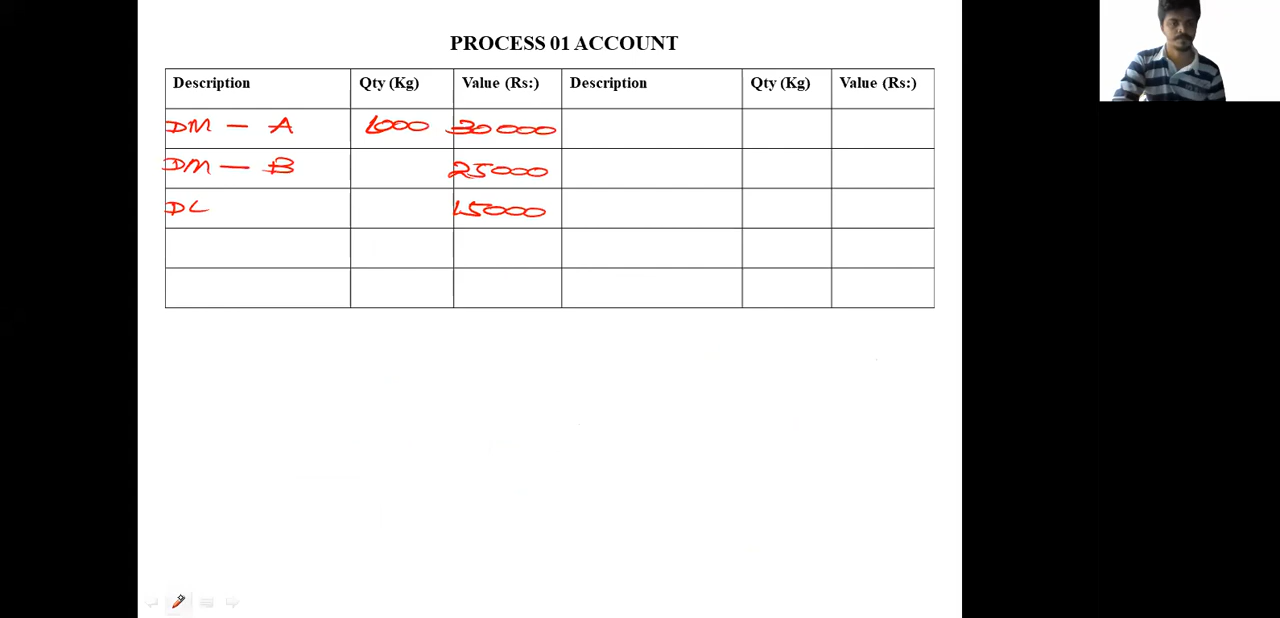 PROCESS 01 ACCOUNT
Description Qty (Kg) Value (Rs:) Description Qty (Kg) Value (Rs:)
DM – A 1000 30000
DM – B 25000
DL 15000